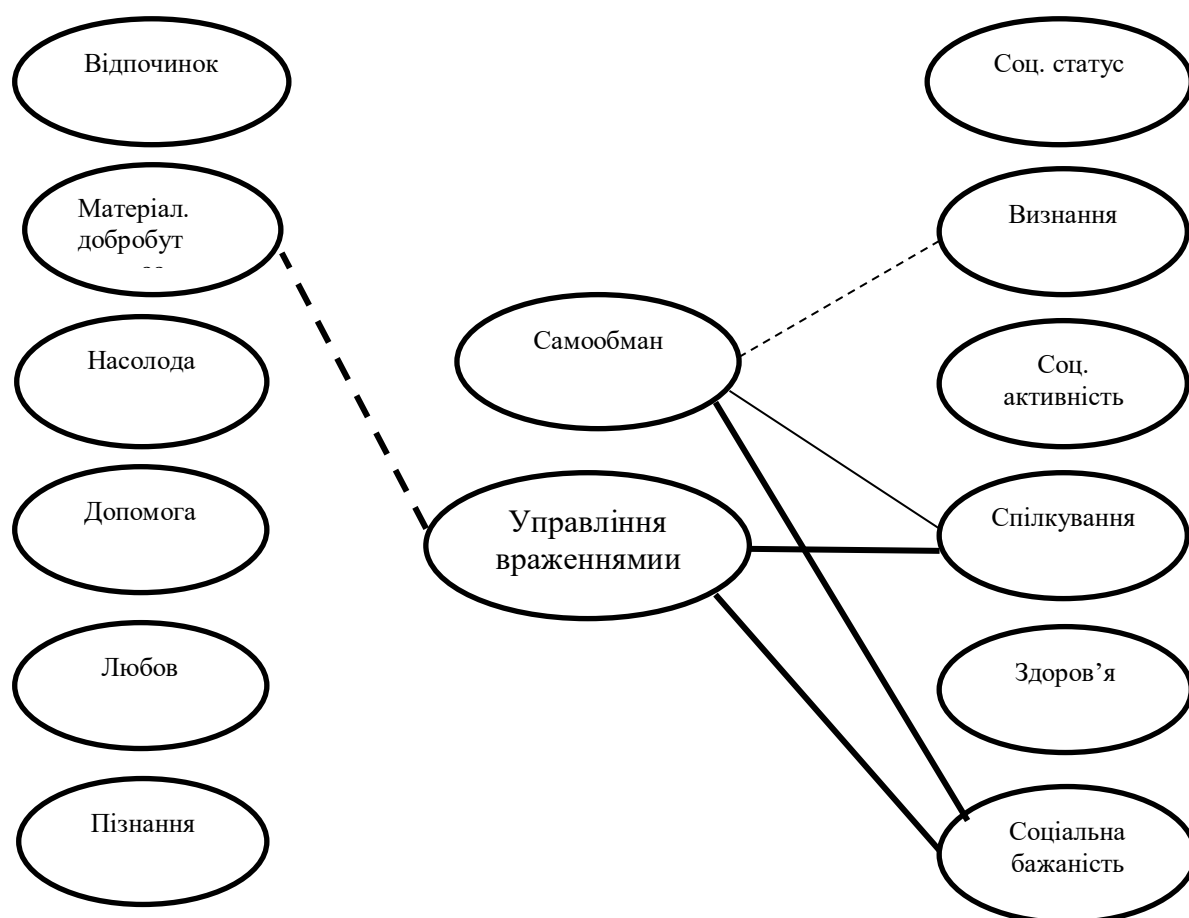 Відпочинок
Соц. статус
Матеріал.
добробут
Визнання
Насолода
Самообман
Соц.
активність
Допомога
Управління
враженнямии
Спілкування
Любов
Здоров’я
Пізнання
Соціальна
бажаність